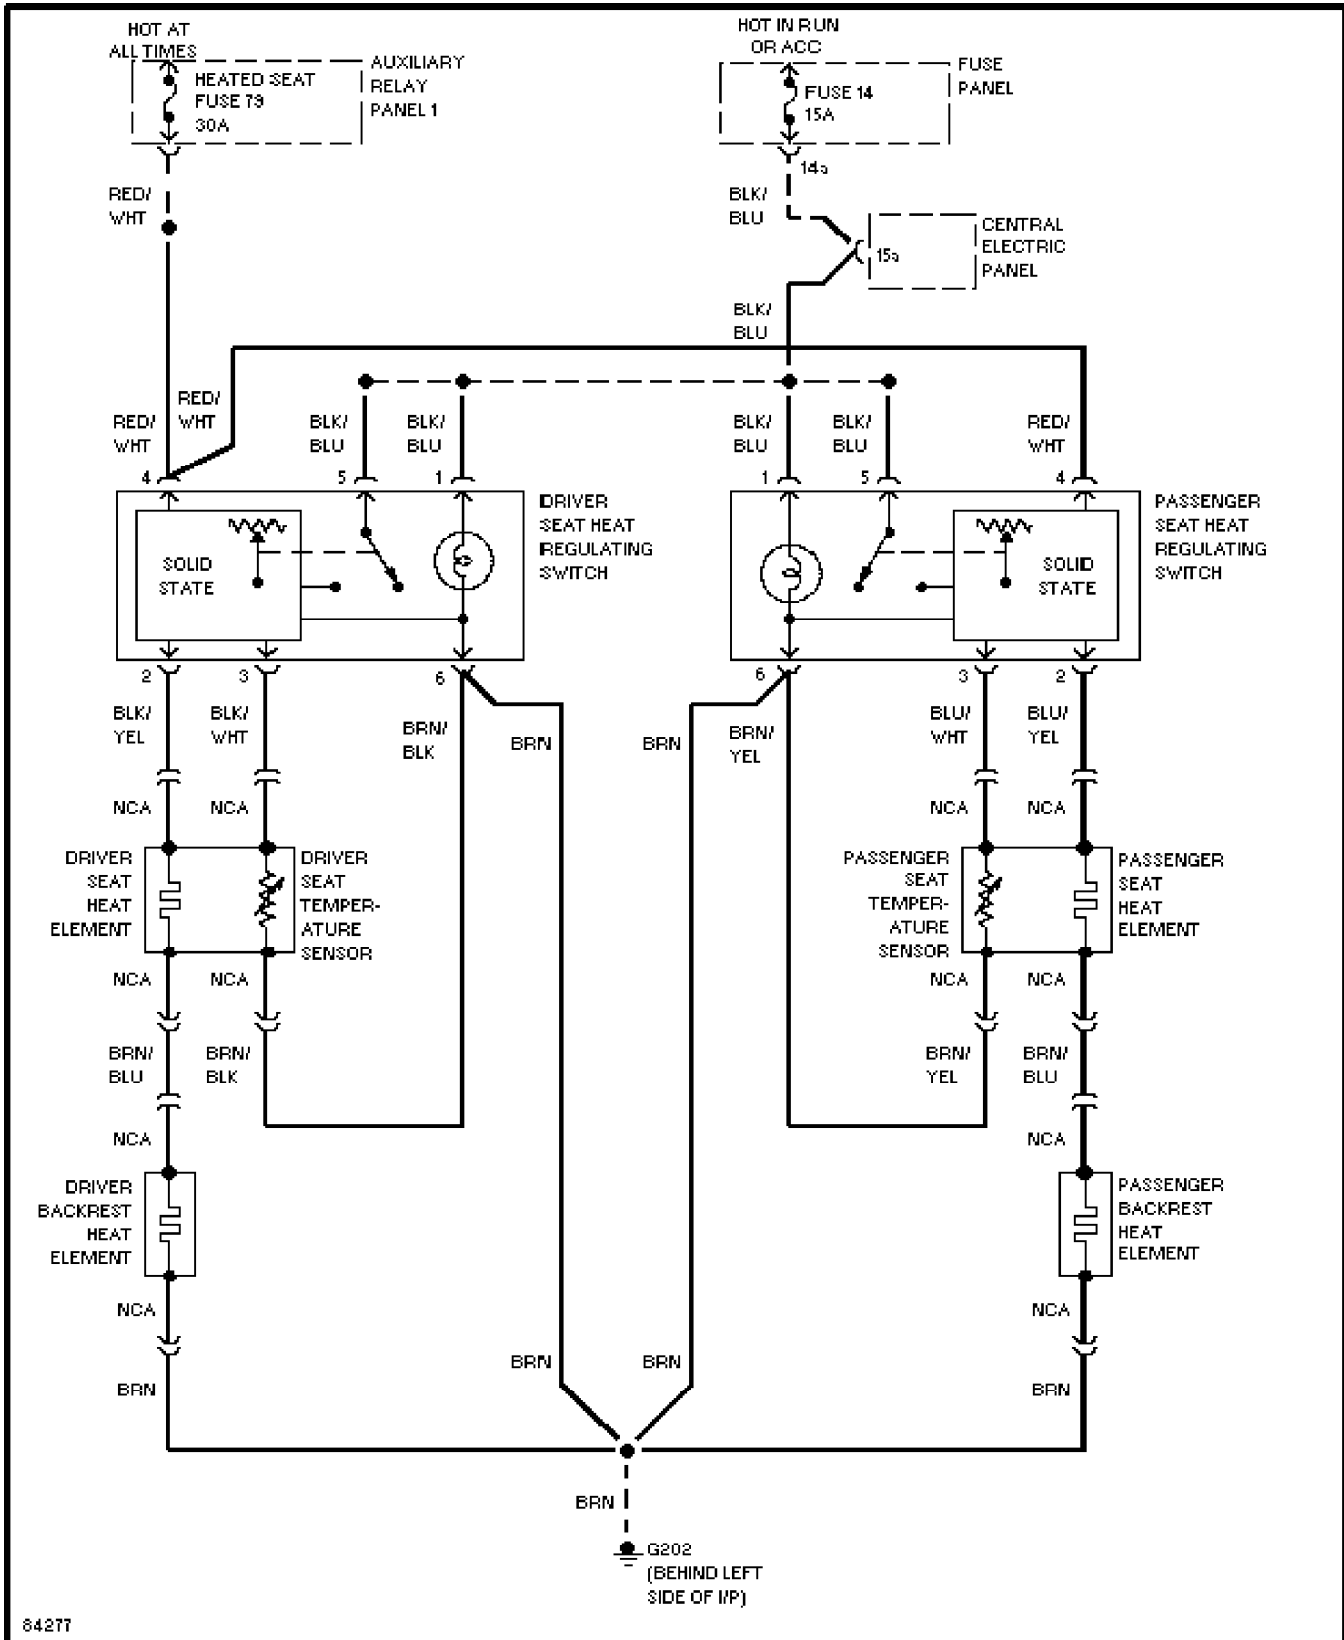 HOT AT
ALL TIMES
HEATED SEAT
FUSE 79
30A
AUXILIARY
RELAY
PANEL 1
HOT IN RUN
OR ACC
FUSE 14
15A
FUSE
PANEL
14a
RED/
WHT
BLK/
BLU
15a
CENTRAL
ELECTRIC
PANEL
BLK/
BLU
RED/
WHT
RED/
WHT
BLK/
BLU
BLK/
BLU
BLK/
BLU
BLK/
BLU
RED/
WHT
4
5
1
1
5
4
SOLID
STATE
DRIVER
SEAT HEAT
REGULATING
SWITCH
SOLID
STATE
PASSENGER
SEAT HEAT
REGULATING
SWITCH
2
3
6
6
3
2
BLK/
YEL
BLK/
WHT
BRN/
BLK
BRN
BRN
BRN/
YEL
BLU/
WHT
BLU/
YEL
NCA
NCA
NCA
NCA
DRIVER
SEAT
HEAT
ELEMENT
DRIVER
SEAT
TEMPER-
ATURE
SENSOR
PASSENGER
SEAT
TEMPER-
ATURE
SENSOR
PASSENGER
SEAT
HEAT
ELEMENT
NCA
NCA
NCA
NCA
BRN/
BLU
BRN/
BLK
BRN/
YEL
BRN/
BLU
NCA
NCA
DRIVER
BACKREST
HEAT
ELEMENT
PASSENGER
BACKREST
HEAT
ELEMENT
NCA
NCA
BRN
BRN
BRN
BRN
BRN
G202
(BEHIND LEFT
SIDE OF I/P)
84277